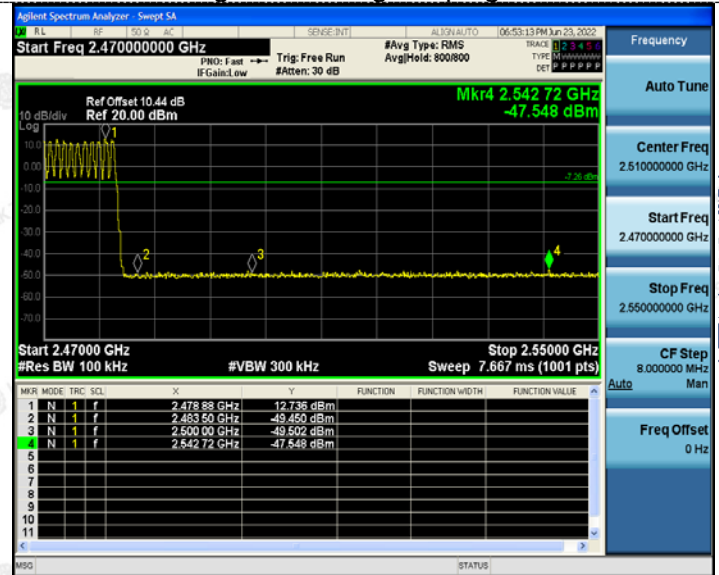 Agilent Spectrum Analyzer - Swept SA
RL RF 50 Ω AC SENSE:INT ALIGNAUTO 06:53:13 PM Jun 23, 2022
Start Freq 2.470000000 GHz
PNO: Fast
IFGain:Low
Trig: Free Run
#Atten: 30 dB
#Avg Type: RMS
Avg|Hold: 800/800
TRACE 1 2 3 4 5 6
TYPE M
DET P P P P P P
Ref Offset 10.44 dB
10 dB/div Ref 20.00 dBm
Log
Mkr4 2.542 72 GHz
-47.548 dBm
10.0
0.00
-10.0
-20.0
-30.0
-40.0
-50.0
-60.0
-70.0
1
-7.26 dBm
2
3
4
Start 2.47000 GHz Stop 2.55000 GHz
#Res BW 100 kHz #VBW 300 kHz Sweep 7.667 ms (1001 pts)
MKR MODE TRC SCL X Y FUNCTION FUNCTION WIDTH FUNCTION VALUE
1 N 1 f 2.478 88 GHz 12.736 dBm
2 N 1 f 2.483 50 GHz -49.450 dBm
3 N 1 f 2.500 00 GHz -49.502 dBm
4 N 1 f 2.542 72 GHz -47.548 dBm
5
6
7
8
9
10
11
MSG STATUS
Frequency
Auto Tune
Center Freq
2.510000000 GHz
Start Freq
2.470000000 GHz
Stop Freq
2.550000000 GHz
CF Step
8.000000 MHz
Auto Man
Freq Offset
0 Hz